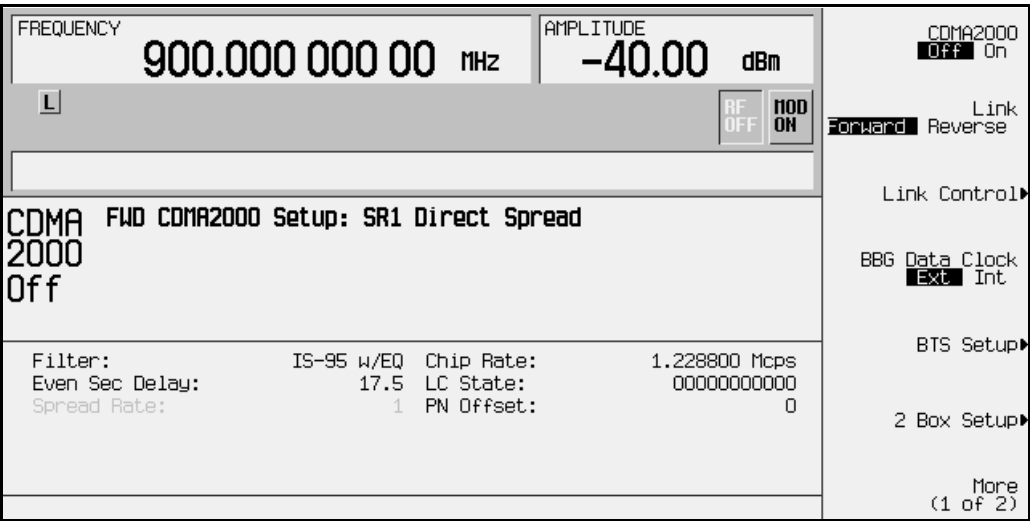 FREQUENCY
900.000 000 00 MHz
AMPLITUDE
-40.00 dBm
L
RF OFF
MOD ON
CDMA 2000 Off
FWD CDMA2000 Setup: SR1 Direct Spread
Filter: IS-95 w/EQ Chip Rate: 1.228800 Mcps
Even Sec Delay: 17.5 LC State: 00000000000
Spread Rate: 1 PN Offset: 0
CDMA2000
Off On
Link
Forward Reverse
Link Control
BBG Data Clock
Ext Int
BTS Setup
2 Box Setup
More
(1 of 2)